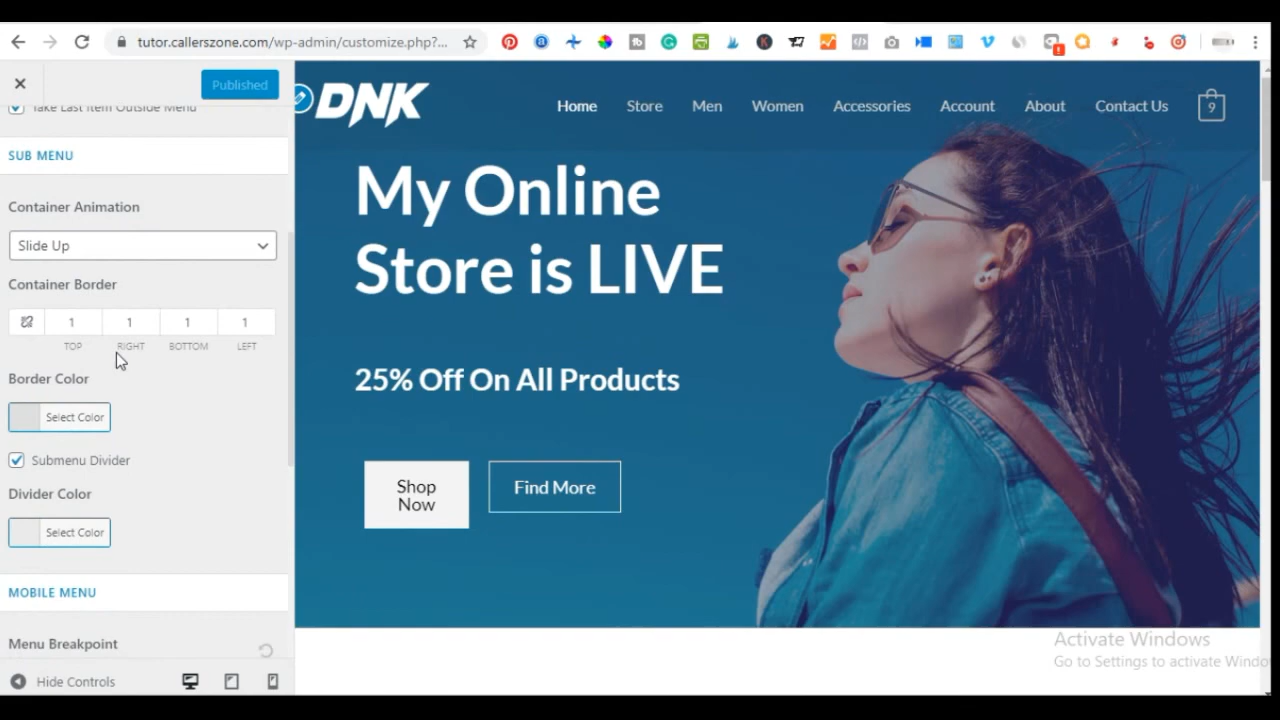 tutor.callerszone.com/wp-admin/customize.php?...
Published
Take Last Item Outside Menu
SUB MENU
Container Animation
Slide Up
Container Border
1 1 1 1
TOP RIGHT BOTTOM LEFT
Border Color
Select Color
Submenu Divider
Divider Color
Select Color
MOBILE MENU
Menu Breakpoint
Hide Controls
DNK
Home Store Men Women Accessories Account About Contact Us 9
My Online
Store is LIVE
25% Off On All Products
Shop
Now
Find More
Activate Windows
Go to Settings to activate Windo